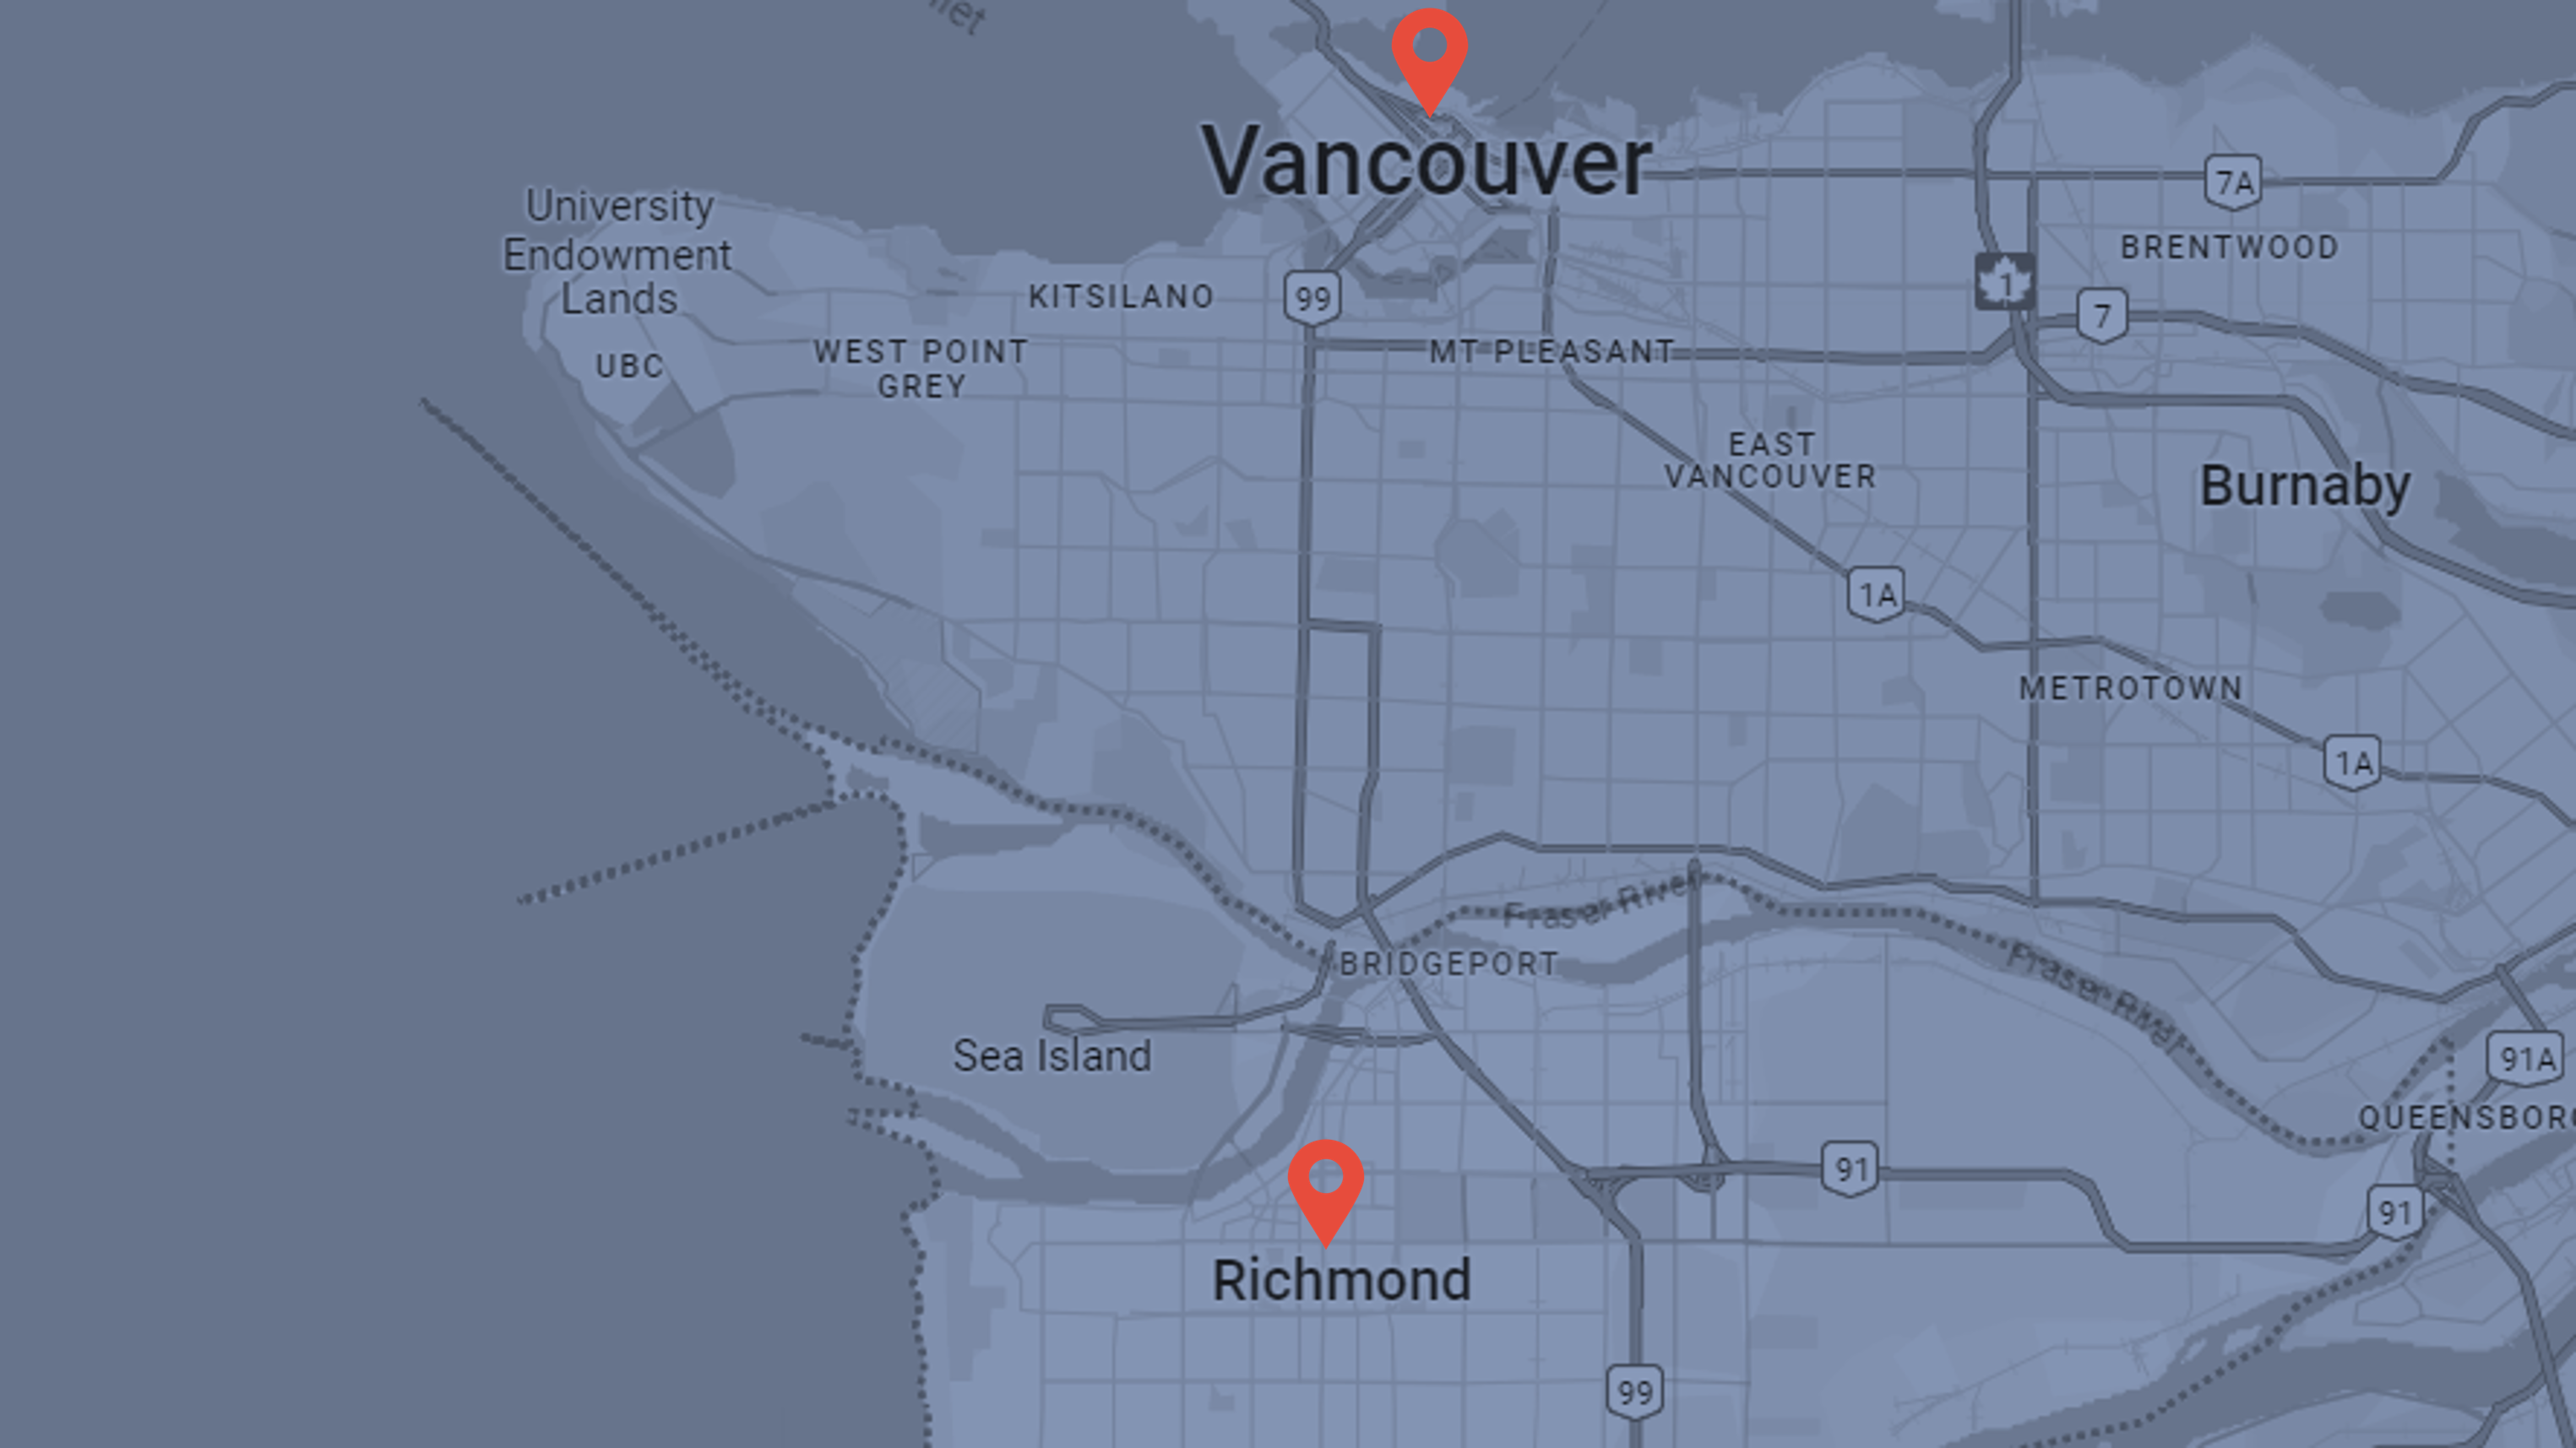 Vancouver
7A
University
Endowment
Lands
BRENTWOOD
KITSILANO
99
1
7
UBC
WEST POINT
GREY
MT PLEASANT
EAST
VANCOUVER
Burnaby
1A
METROTOWN
1A
Fraser River
BRIDGEPORT
Fraser River
Sea Island
91A
QUEENSBORO
91
91
Richmond
99